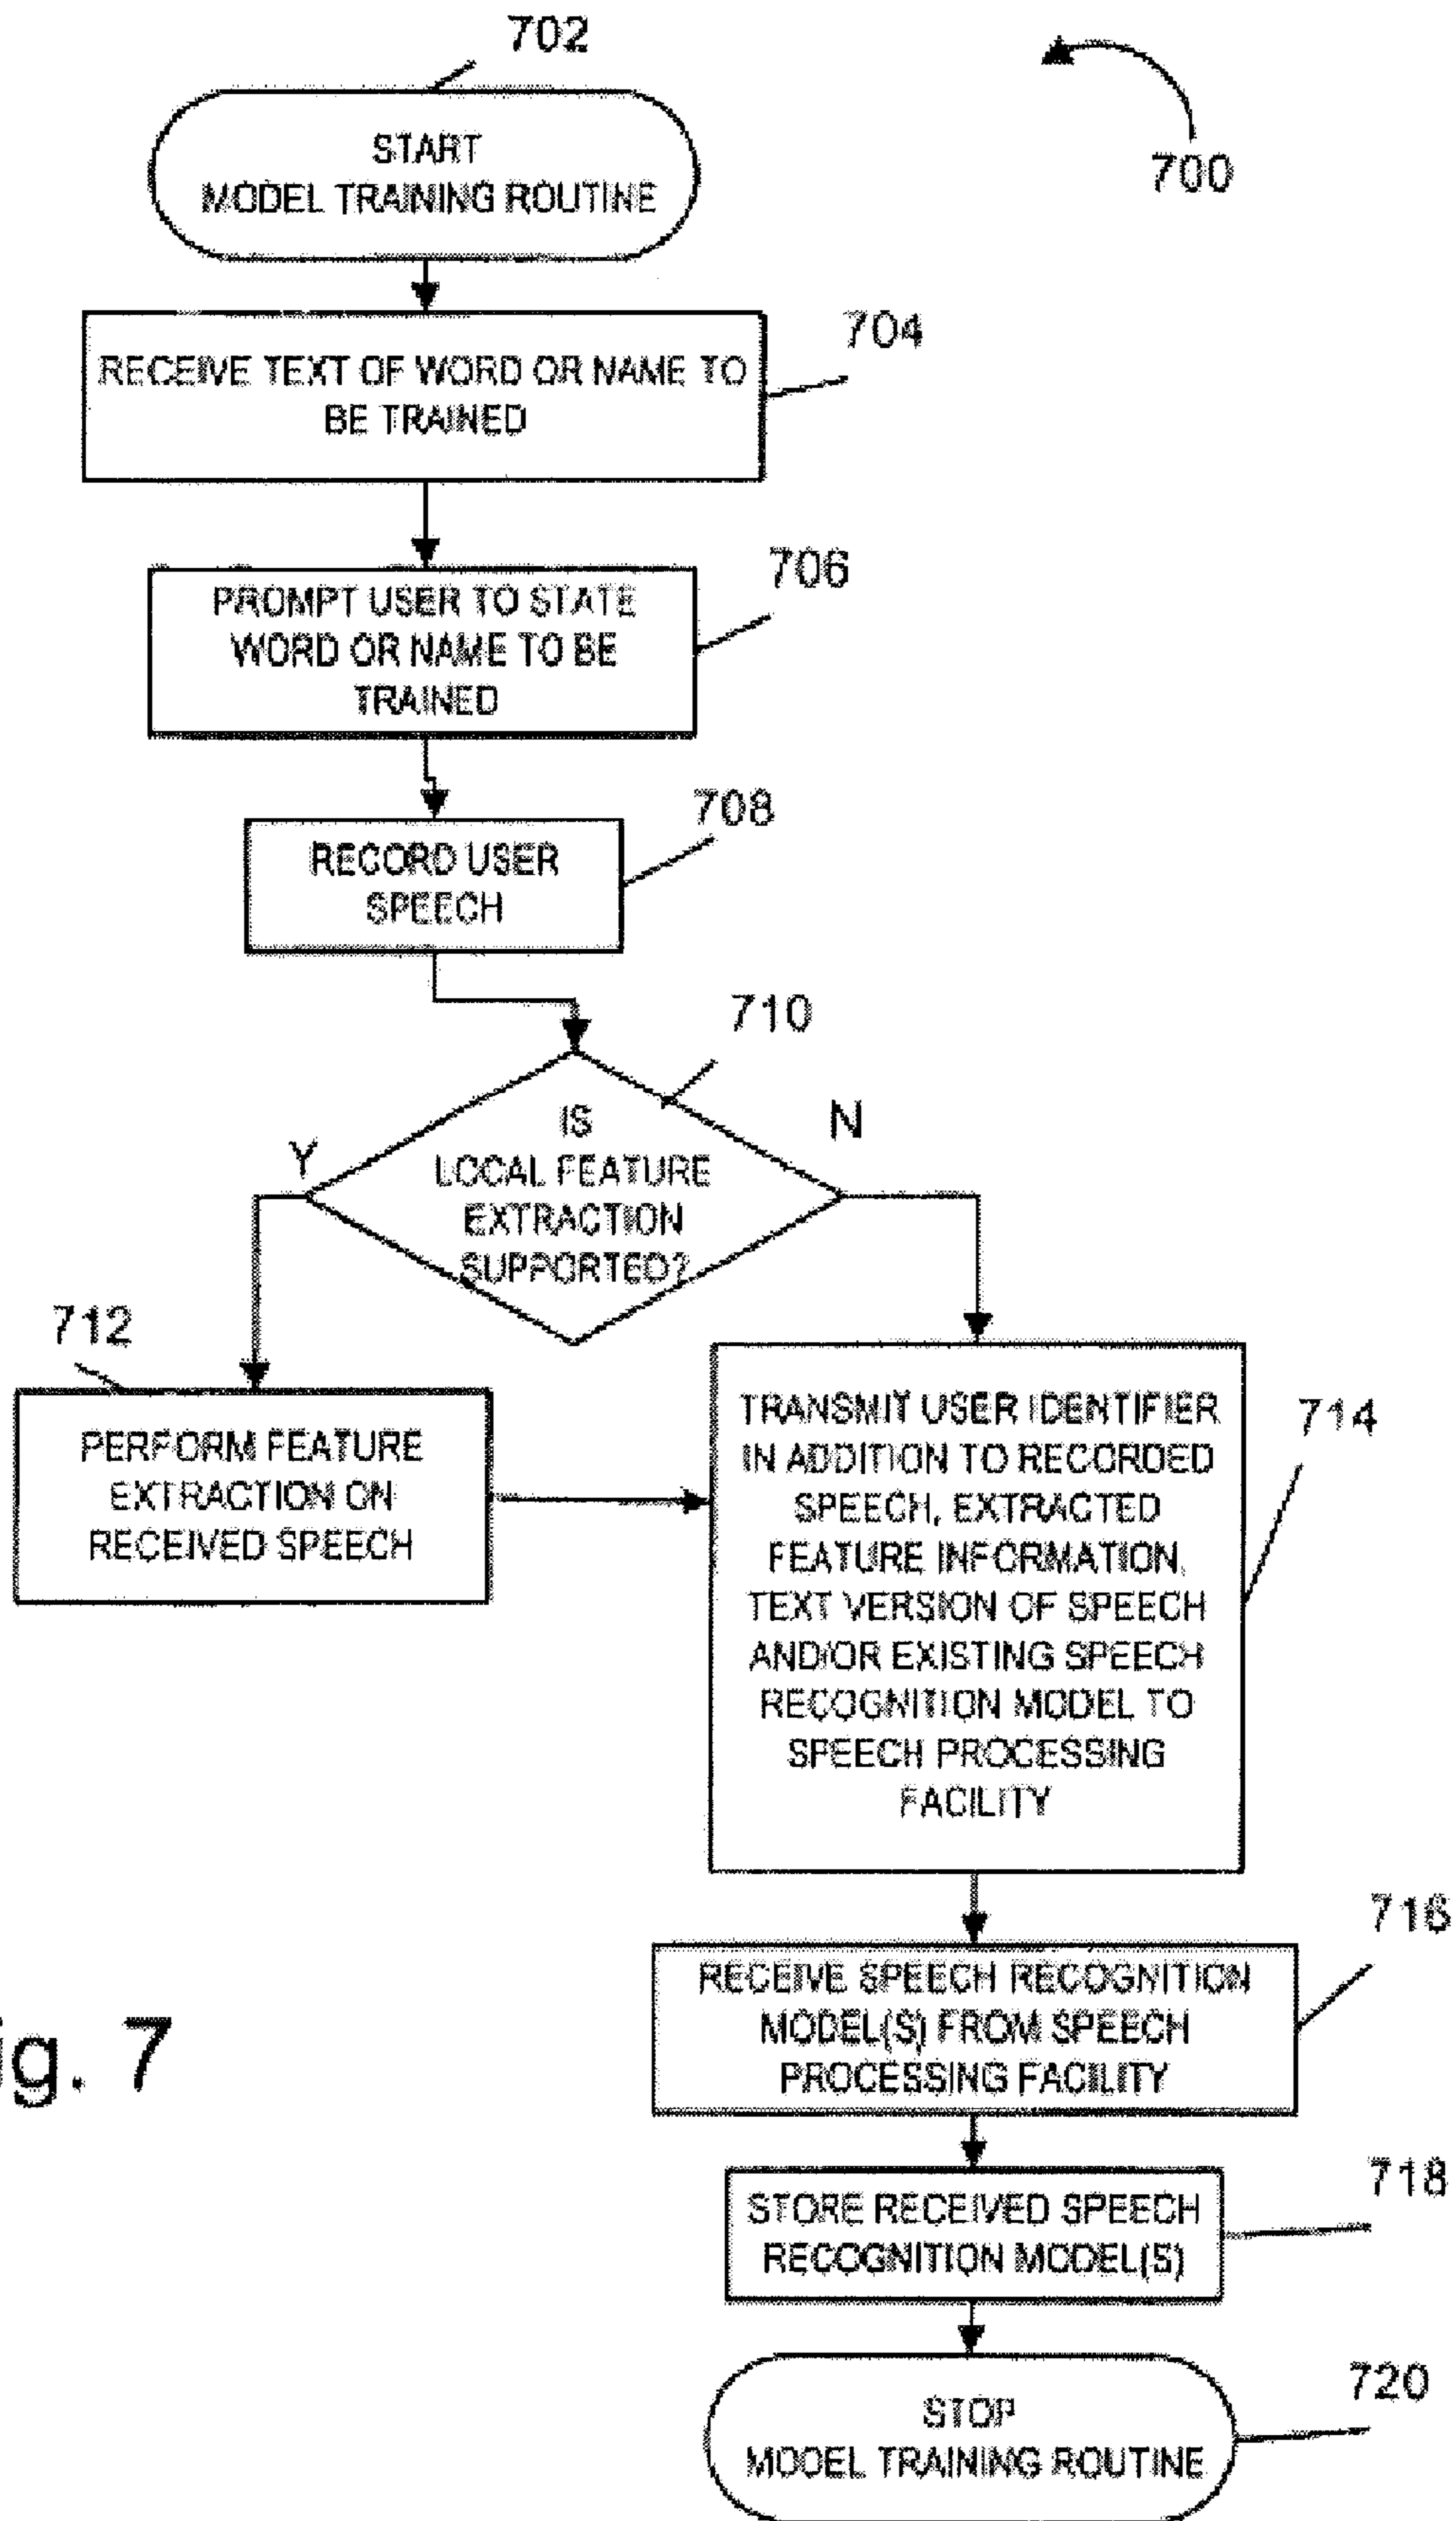 702
700
START
MODEL TRAINING ROUTINE
704
RECEIVE TEXT OF WORD OR NAME TO
BE TRAINED
706
PROMPT USER TO STATE
WORD OR NAME TO BE
TRAINED
708
RECORD USER
SPEECH
710
IS
LOCAL FEATURE
EXTRACTION
SUPPORTED?
Y
N
712
PERFORM FEATURE
EXTRACTION ON
RECEIVED SPEECH
714
TRANSMIT USER IDENTIFIER
IN ADDITION TO RECORDED
SPEECH, EXTRACTED
FEATURE INFORMATION,
TEXT VERSION OF SPEECH
AND/OR EXISTING SPEECH
RECOGNITION MODEL TO
SPEECH PROCESSING
FACILITY
716
RECEIVE SPEECH RECOGNITION
MODEL(S) FROM SPEECH
PROCESSING FACILITY
ig. 7
718
STORE RECEIVED SPEECH
RECOGNITION MODEL(S)
720
STOP
MODEL TRAINING ROUTINE